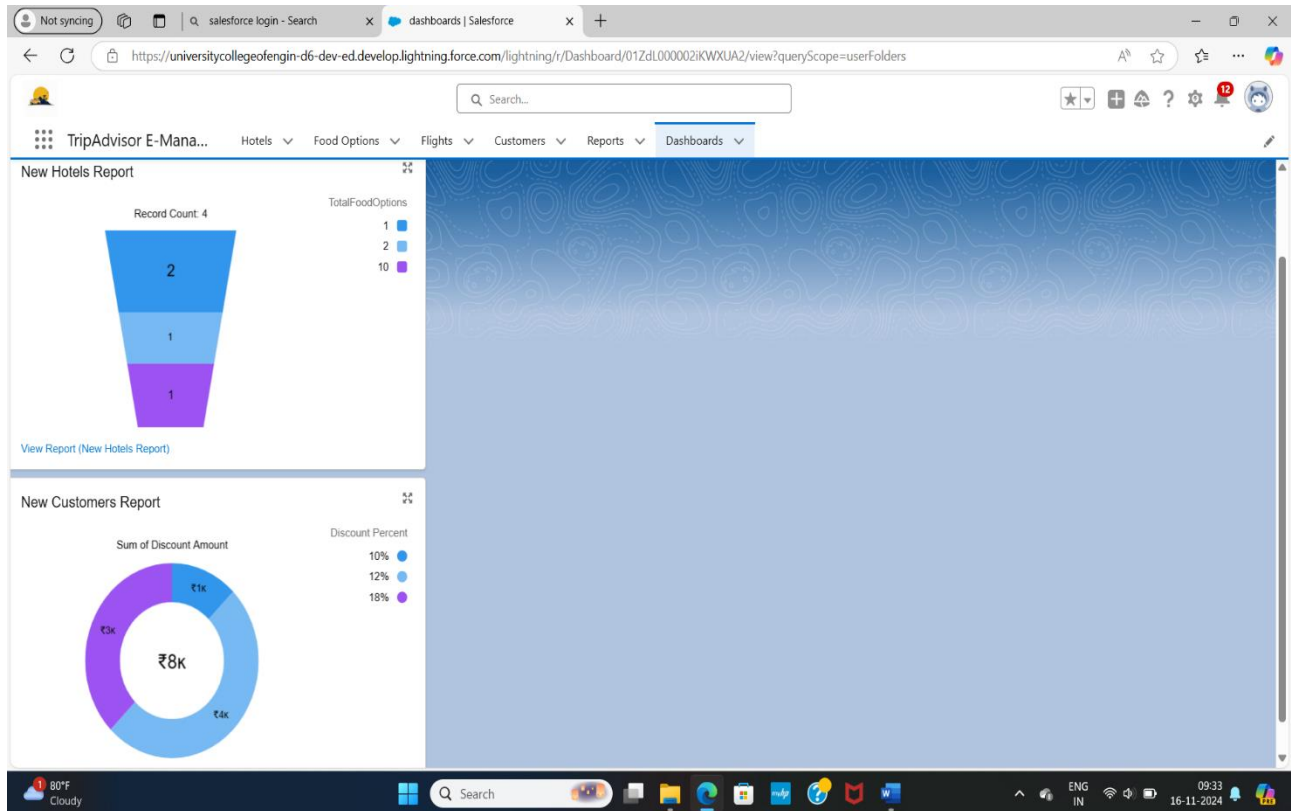 Not syncing
salesforce login - Search
dashboards | Salesforce
https://universitycollegeofengin-d6-dev-ed.develop.lightning.force.com/lightning/r/Dashboard/01ZdL000002iKWXUA2/view?queryScope=userFolders
Search...
12
TripAdvisor E-Mana...
Hotels
Food Options
Flights
Customers
Reports
Dashboards
New Hotels Report
Record Count: 4
TotalFoodOptions
1
2
10
2
1
1
View Report (New Hotels Report)
New Customers Report
Sum of Discount Amount
Discount Percent
10%
12%
18%
₹1K
₹3K
₹8K
₹4K
1
80°F
Cloudy
Search
ENG
IN
09:33
16-11-2024